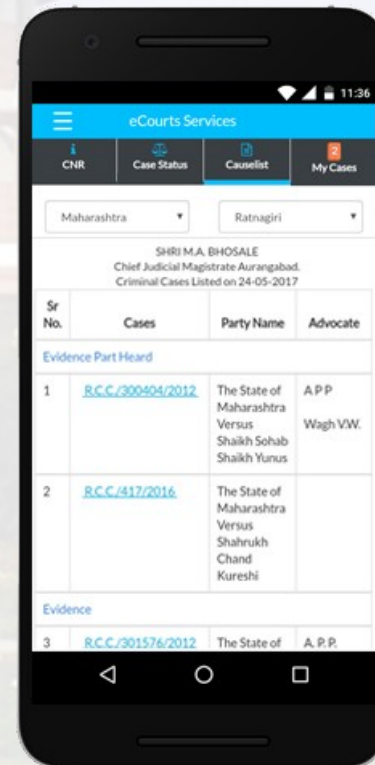 11:36
eCourts Services
CNR
Case Status
Causelist
2
My Cases
Maharashtra
Ratnagiri
SHRI M.A. BHOSALE
Chief Judicial Magistrate Aurangabad.
Criminal Cases Listed on 24-05-2017
Sr No. Cases Party Name Advocate
Evidence Part Heard
1 R.C.C./300404/2012 The State of A P P
Maharashtra
Versus Wagh V.W.
Shaikh Sohab
Shaikh Yunus
2 R.C.C./417/2016 The State of
Maharashtra
Versus
Shahrukh
Chand
Kureshi
Evidence
3 R.C.C./301576/2012 The State of A. P. P.